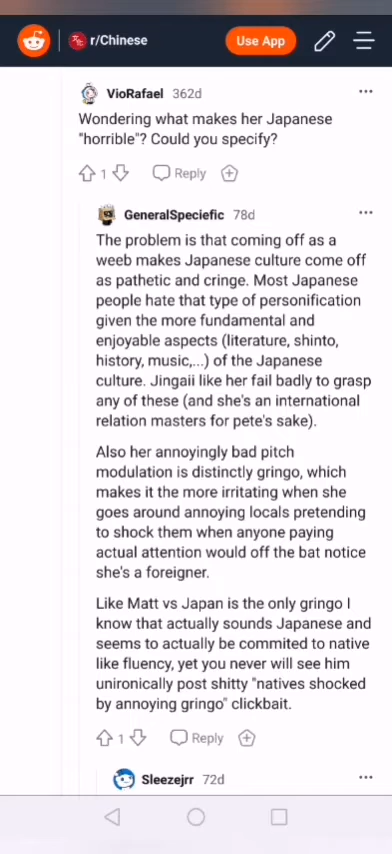 r/Chinese
Use App
VioRafael 362d
Wondering what makes her Japanese
"horrible"? Could you specify?
1 Reply
GeneralSpeciefic 78d
The problem is that coming off as a
weeb makes Japanese culture come off
as pathetic and cringe. Most Japanese
people hate that type of personification
given the more fundamental and
enjoyable aspects (literature, shinto,
history, music,...) of the Japanese
culture. Jingaii like her fail badly to grasp
any of these (and she's an international
relation masters for pete's sake).
Also her annoyingly bad pitch
modulation is distinctly gringo, which
makes it the more irritating when she
goes around annoying locals pretending
to shock them when anyone paying
actual attention would off the bat notice
she's a foreigner.
Like Matt vs Japan is the only gringo I
know that actually sounds Japanese and
seems to actually be commited to native
like fluency, yet you never will see him
unironically post shitty "natives shocked
by annoying gringo" clickbait.
1 Reply
Sleezejrr 72d